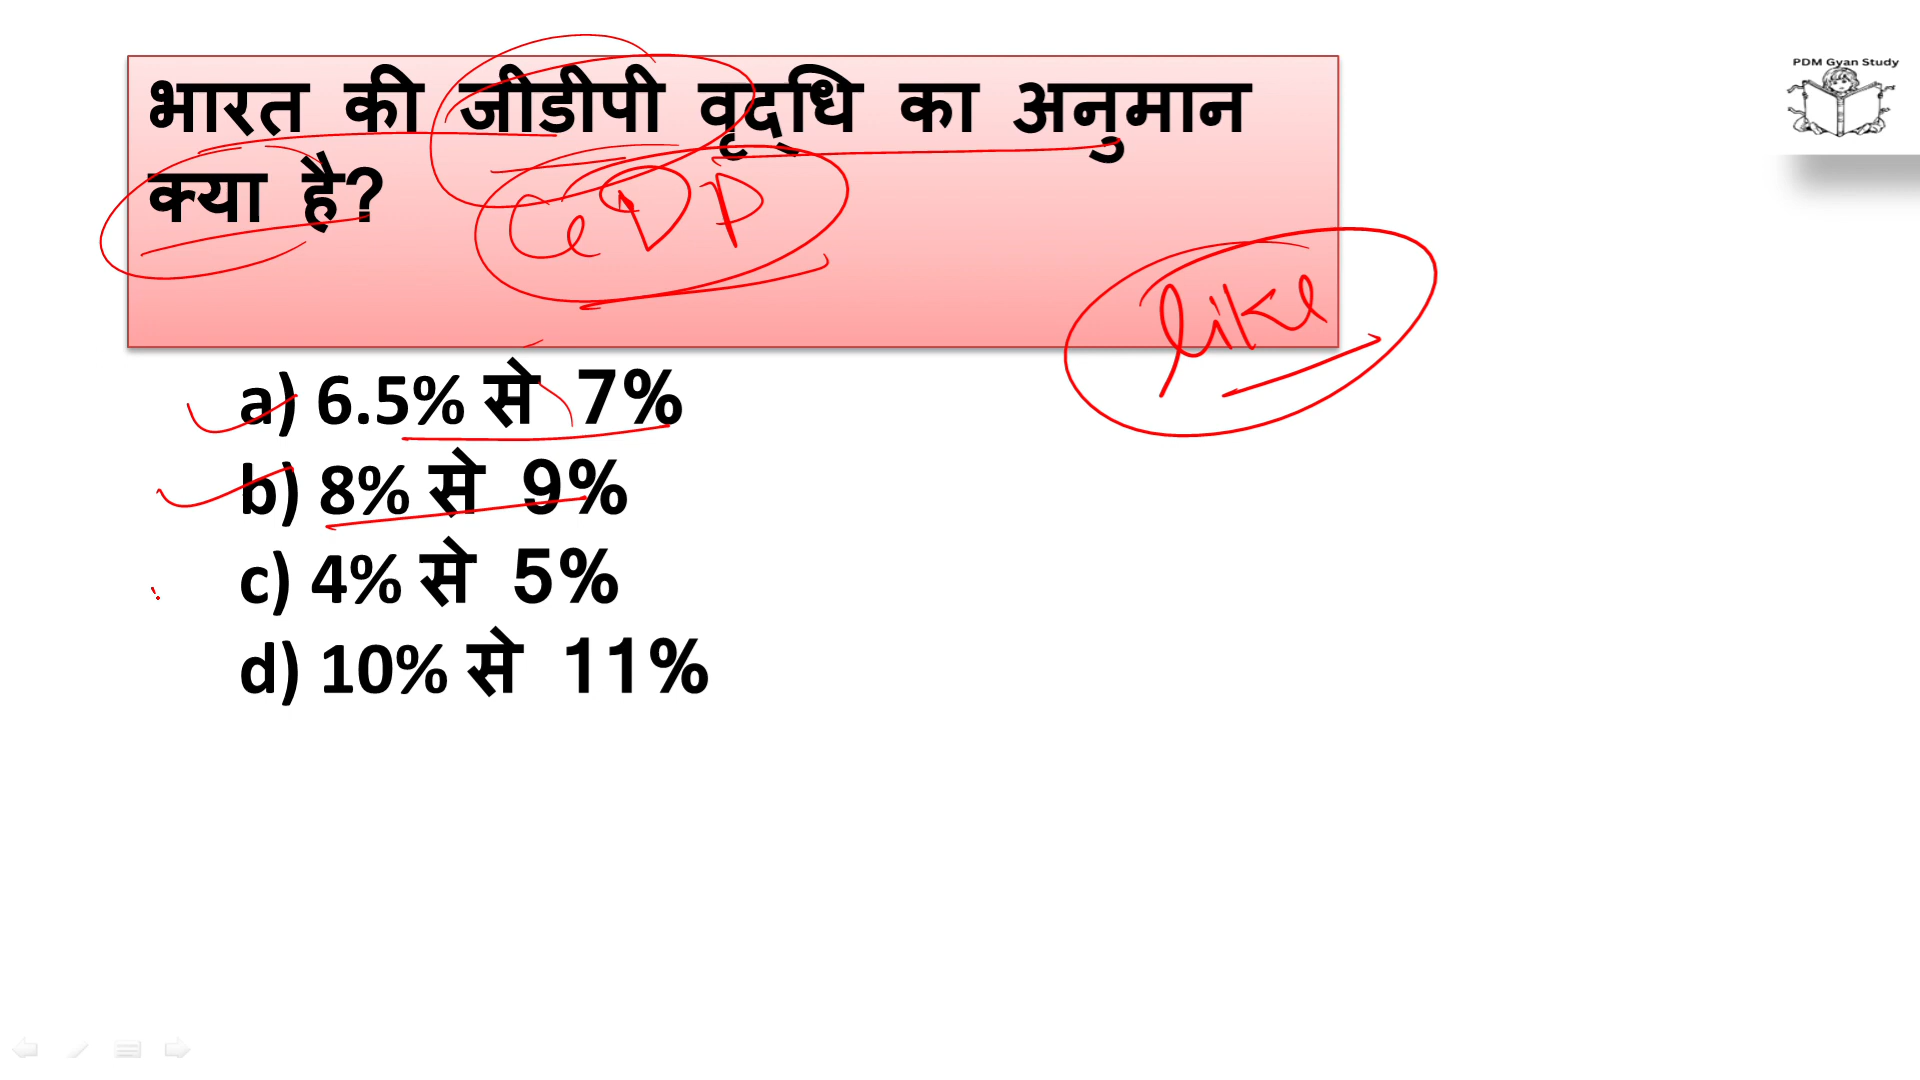 PDM Gyan Study
भारत की जीडीपी वृद्धि का अनुमान
क्या है?
GDP
like
a) 6.5% से 7%
b) 8% से 9%
c) 4% से 5%
d) 10% से 11%